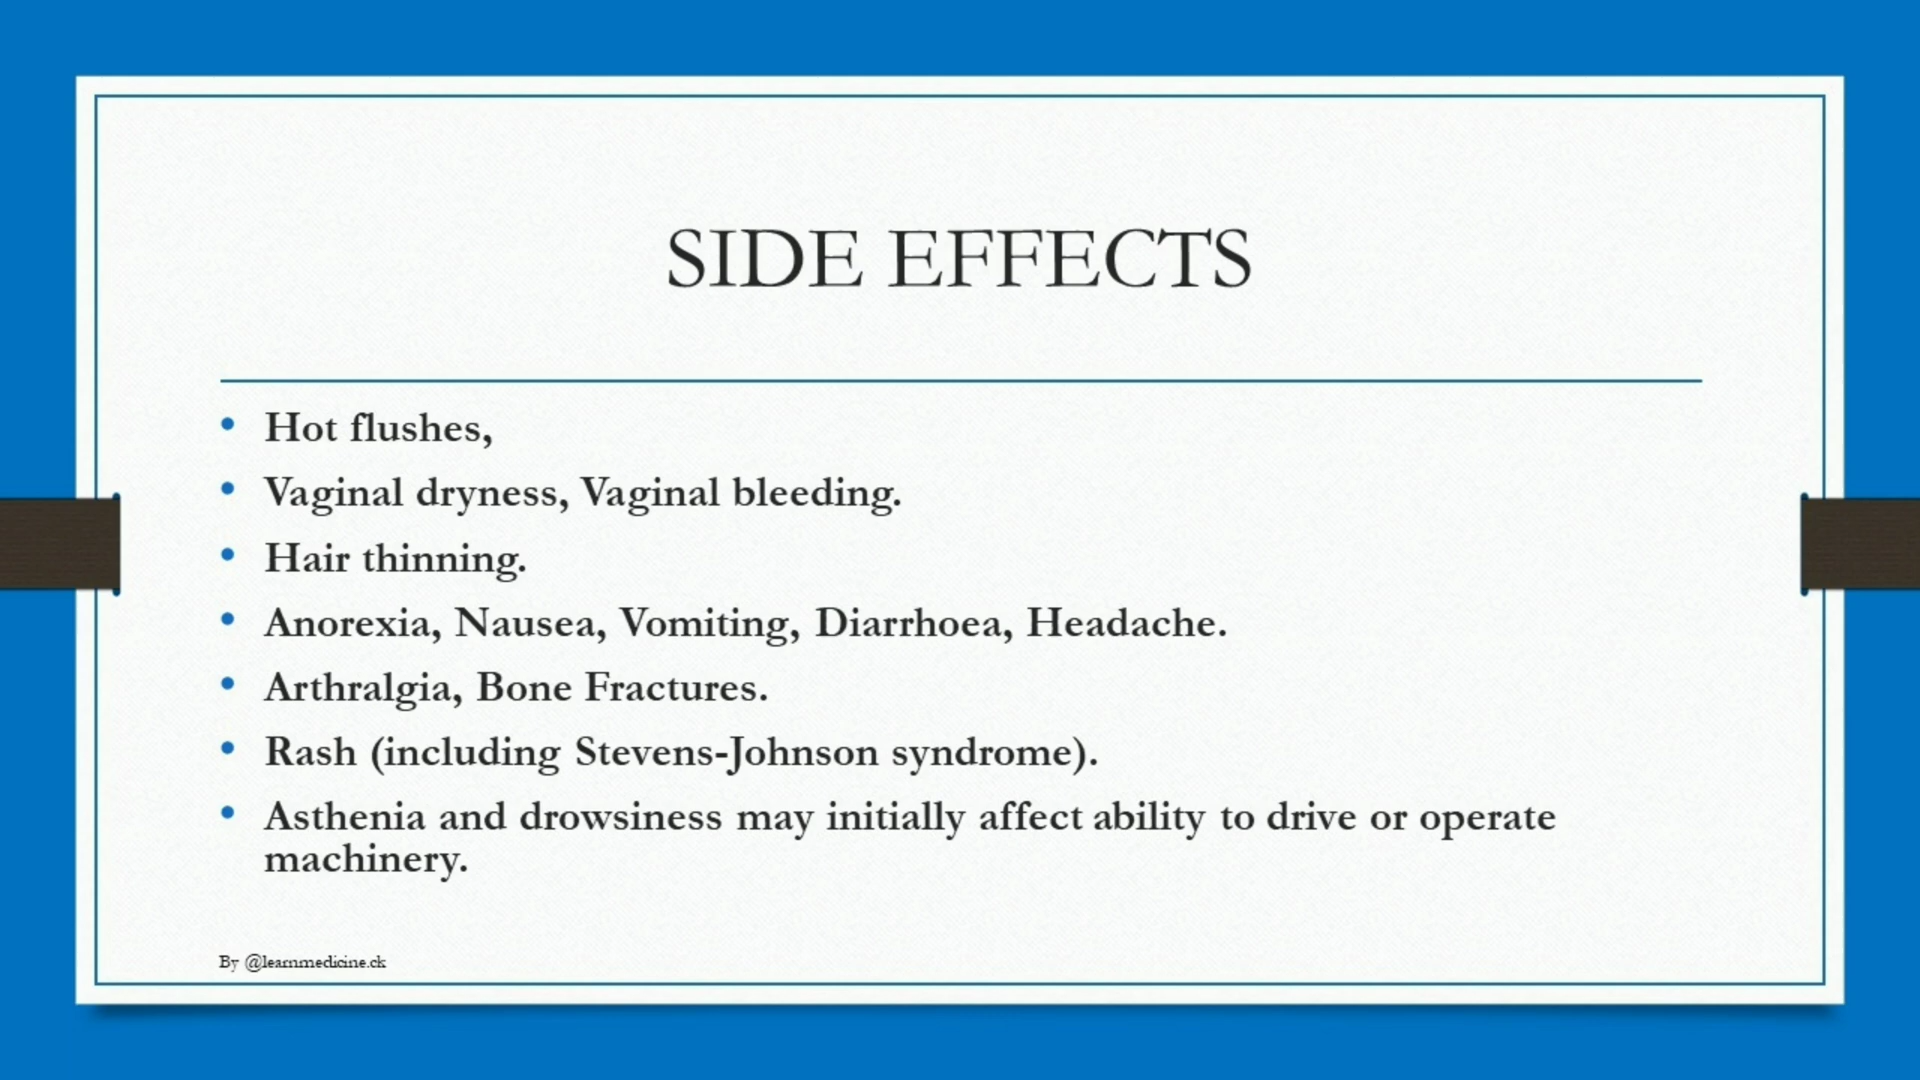 SIDE EFFECTS
• Hot flushes,
• Vaginal dryness, Vaginal bleeding.
• Hair thinning.
• Anorexia, Nausea, Vomiting, Diarrhoea, Headache.
• Arthralgia, Bone Fractures.
• Rash (including Stevens-Johnson syndrome).
• Asthenia and drowsiness may initially affect ability to drive or operate
machinery.
By @learnmedicine.ck